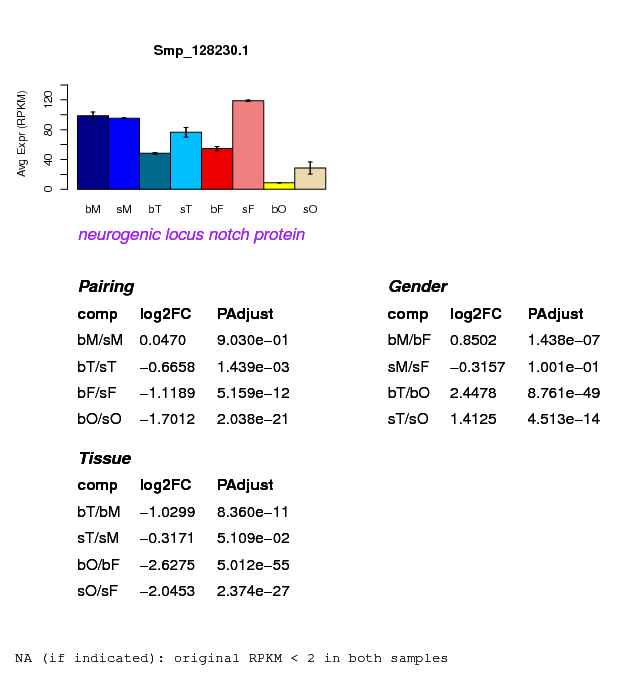 Smp_128230.1
Avg Expr (RPKM)
0 40 80 120
bM sM bT sT bF sF bO sO
neurogenic locus notch protein
Pairing
comp log2FC PAdjust
bM/sM 0.0470 9.030e−01
bT/sT −0.6658 1.439e−03
bF/sF −1.1189 5.159e−12
bO/sO −1.7012 2.038e−21
Gender
comp log2FC PAdjust
bM/bF 0.8502 1.438e−07
sM/sF −0.3157 1.001e−01
bT/bO 2.4478 8.761e−49
sT/sO 1.4125 4.513e−14
Tissue
comp log2FC PAdjust
bT/bM −1.0299 8.360e−11
sT/sM −0.3171 5.109e−02
bO/bF −2.6275 5.012e−55
sO/sF −2.0453 2.374e−27
NA (if indicated): original RPKM < 2 in both samples